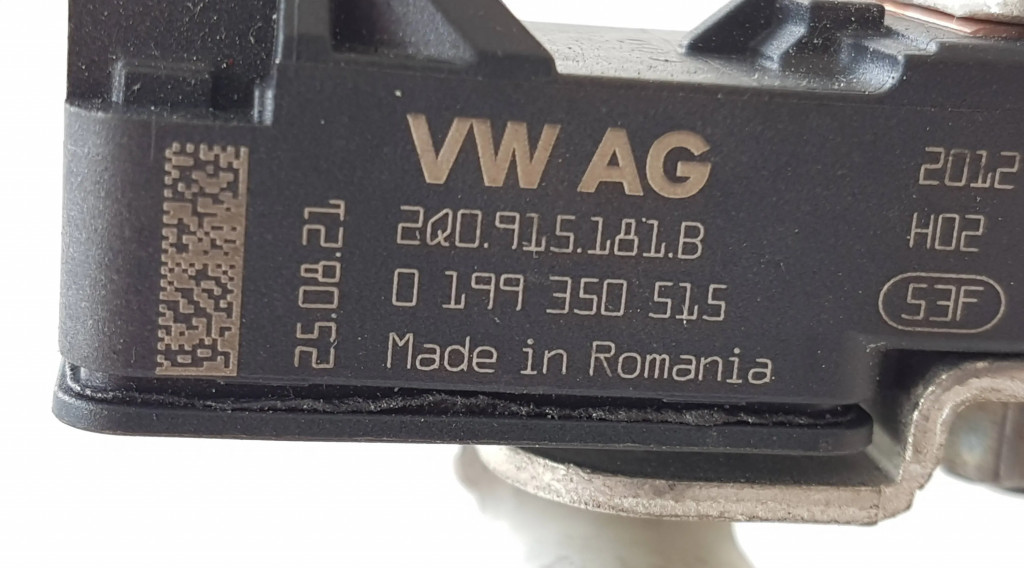 VW AG
2Q0.915.181.B
0 199 350 515
Made in Romania
25.08.21
2012
H02
53F